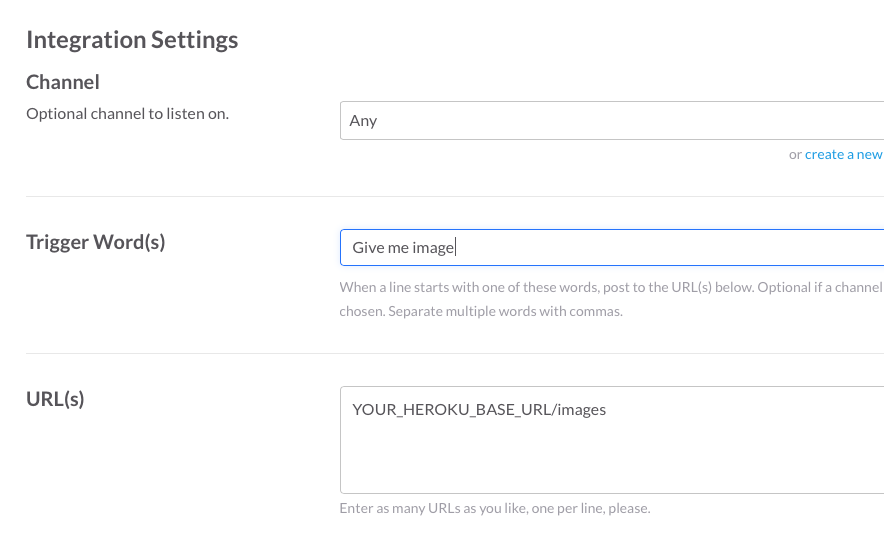 Integration Settings
Channel
Optional channel to listen on.
Any
or create a new
Trigger Word(s)
Give me image
When a line starts with one of these words, post to the URL(s) below. Optional if a channel
chosen. Separate multiple words with commas.
URL(s)
YOUR_HEROKU_BASE_URL/images
Enter as many URLs as you like, one per line, please.